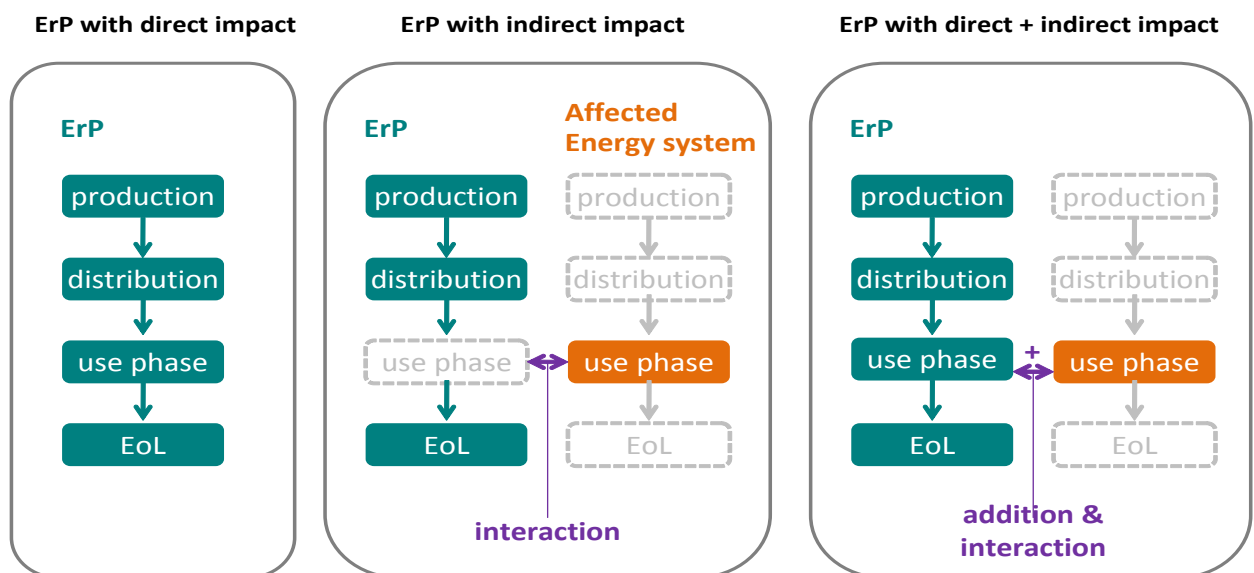 ErP with direct impact
ErP with indirect impact
ErP with direct + indirect impact
ErP
production
distribution
use phase
EoL
ErP
Affected
Energy system
production
distribution
use phase
EoL
production
distribution
use phase
EoL
interaction
ErP
production
distribution
use phase
EoL
+
production
distribution
use phase
EoL
addition &
interaction